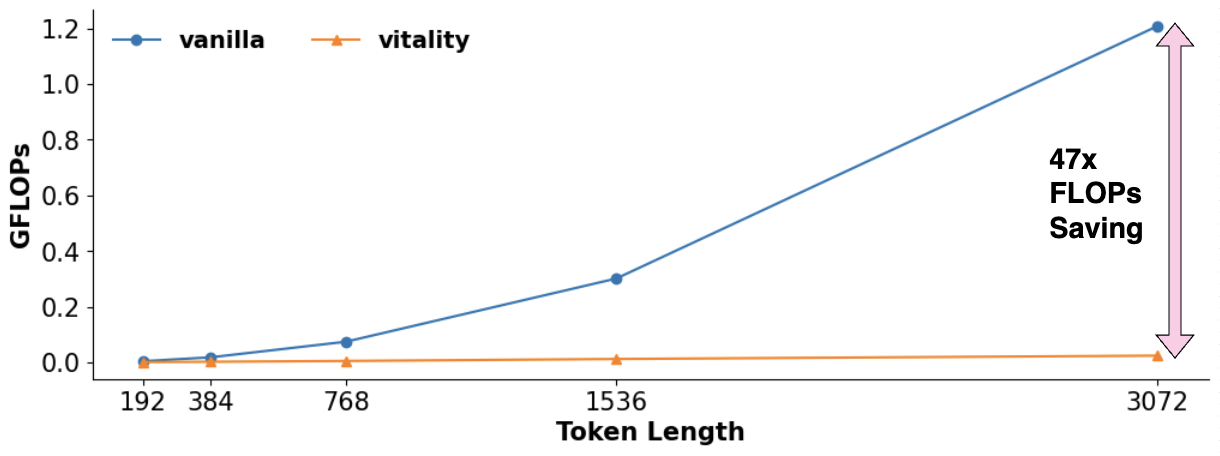 vanilla vitality
1.2
1.0
0.8
0.6
0.4
0.2
0.0
GFLOPs
47x
FLOPs
Saving
192 384 768 1536 3072
Token Length